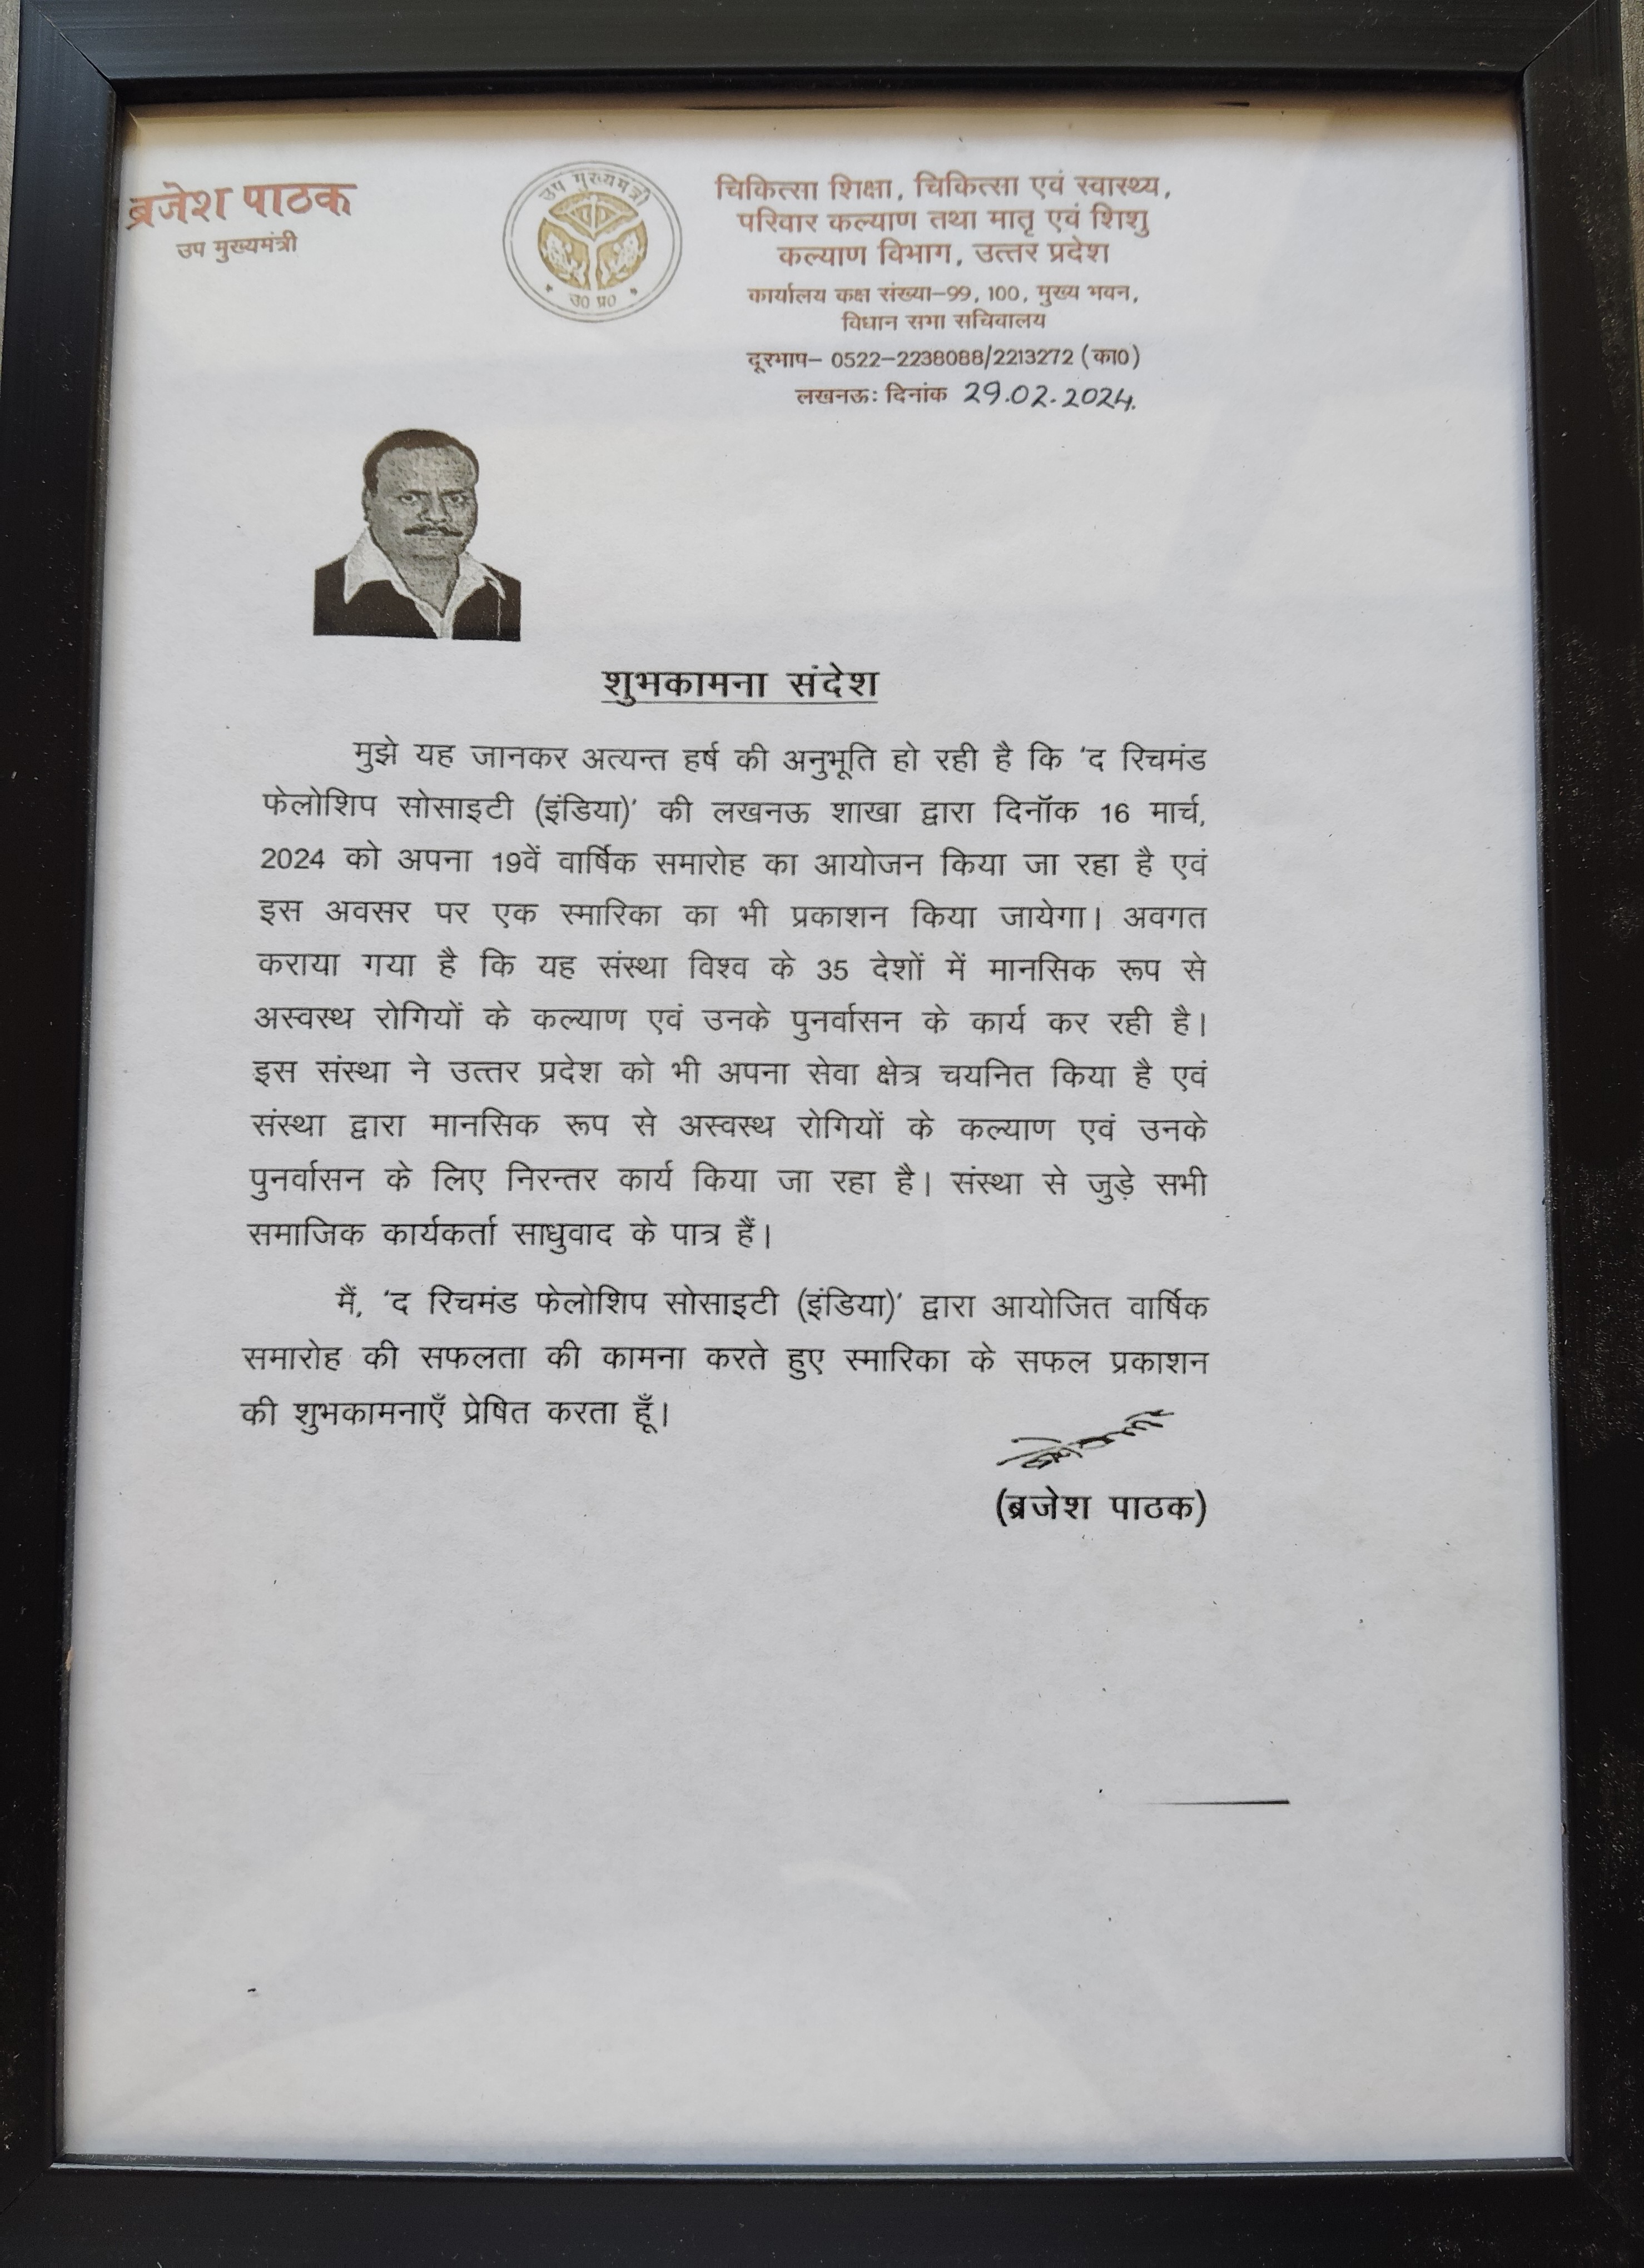 ब्रजेश पाठक
उप मुख्यमंत्री
उप मुख्यमंत्री
उ० प्र०
चिकित्सा शिक्षा, चिकित्सा एवं स्वास्थ्य,
परिवार कल्याण तथा मातृ एवं शिशु
कल्याण विभाग, उत्तर प्रदेश
कार्यालय कक्ष संख्या–99, 100, मुख्य भवन,
विधान सभा सचिवालय
दूरभाष– 0522–2238088/2213272 (का0)
लखनऊः दिनांक 29.02.2024.
शुभकामना संदेश
मुझे यह जानकर अत्यन्त हर्ष की अनुभूति हो रही है कि 'द रिचमंड
फेलोशिप सोसाइटी (इंडिया)' की लखनऊ शाखा द्वारा दिनॉक 16 मार्च,
2024 को अपना 19वें वार्षिक समारोह का आयोजन किया जा रहा है एवं
इस अवसर पर एक स्मारिका का भी प्रकाशन किया जायेगा। अवगत
कराया गया है कि यह संस्था विश्व के 35 देशों में मानसिक रूप से
अस्वस्थ रोगियों के कल्याण एवं उनके पुनर्वासन के कार्य कर रही है।
इस संस्था ने उत्तर प्रदेश को भी अपना सेवा क्षेत्र चयनित किया है एवं
संस्था द्वारा मानसिक रूप से अस्वस्थ रोगियों के कल्याण एवं उनके
पुनर्वासन के लिए निरन्तर कार्य किया जा रहा है। संस्था से जुड़े सभी
समाजिक कार्यकर्ता साधुवाद के पात्र हैं।
मैं, 'द रिचमंड फेलोशिप सोसाइटी (इंडिया)' द्वारा आयोजित वार्षिक
समारोह की सफलता की कामना करते हुए स्मारिका के सफल प्रकाशन
की शुभकामनाएँ प्रेषित करता हूँ।
(ब्रजेश पाठक)